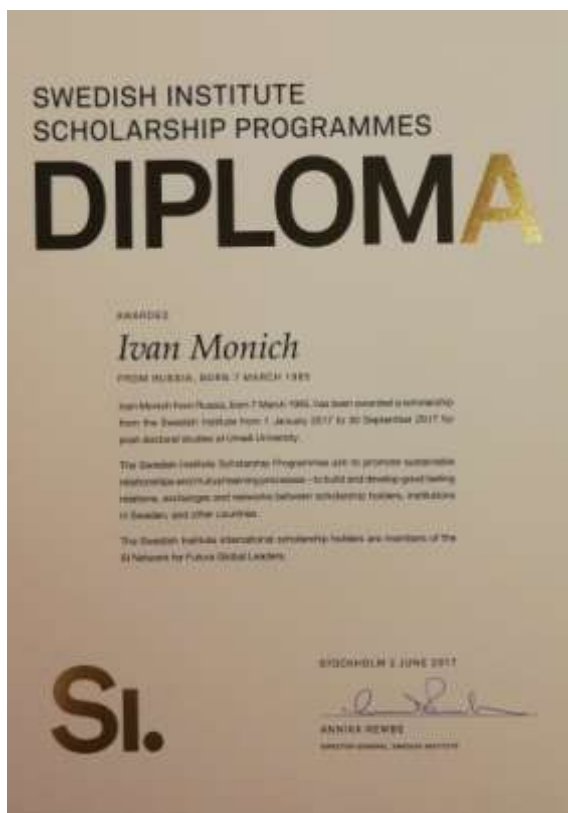 SWEDISH INSTITUTE
SCHOLARSHIP PROGRAMMES
DIPLOMA
AWARDEE
Ivan Monich
FROM RUSSIA, BORN 7 MARCH 1985
Ivan Monich from Russia, born 7 March 1985, has been awarded a scholarship
from the Swedish Institute from 1 January 2017 to 30 September 2017 for
post-doctoral studies at Umeå University.
The Swedish Institute Scholarship Programmes aim to promote sustainable
relationships and mutual learning processes – to build and develop good lasting
relations, exchanges and networks between scholarship holders, institutions
in Sweden, and other countries.
The Swedish Institute international scholarship holders are members of the
SI Network for Future Global Leaders.
STOCKHOLM 2 JUNE 2017
ANNIKA REMBE
DIRECTOR-GENERAL, SWEDISH INSTITUTE
SI.